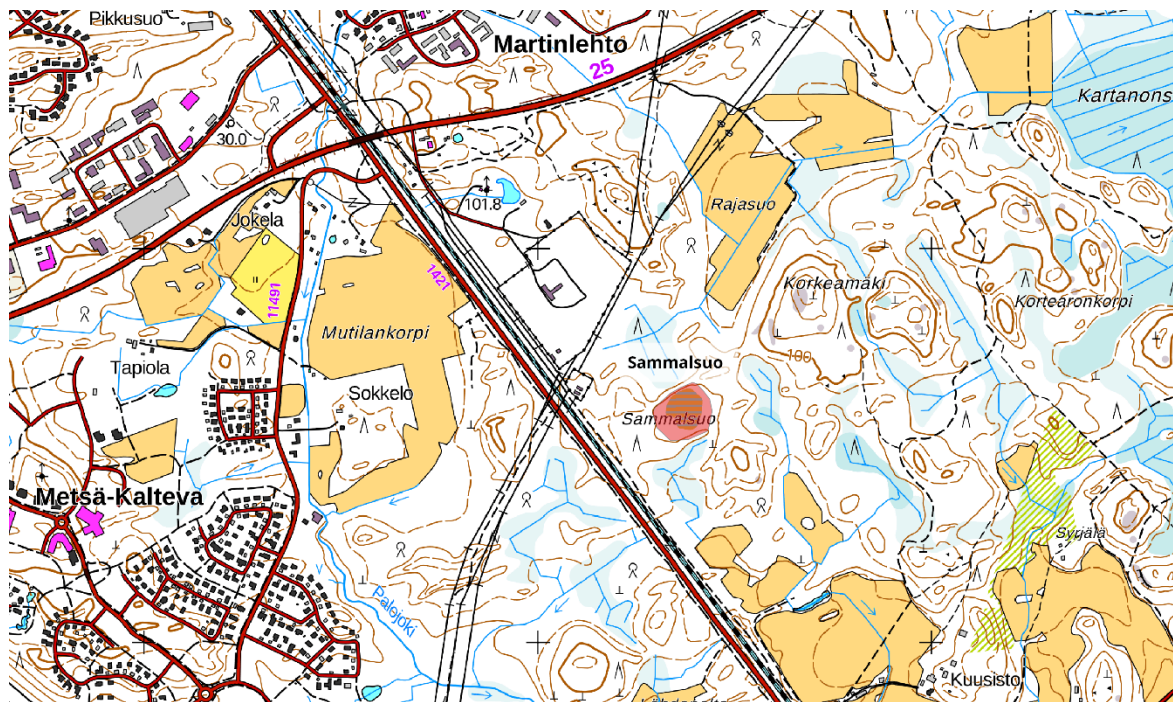 Pikkusuo
Martinlehto
25
Kartanons
30.0
101.8
Rajasuo
Jokela
1421
11491
Korkeamäki
Kortearonkorpi
Mutilankorpi
Tapiola
Sammalsuo
100
Sokkelo
Sammalsuo
Metsä-Kalteva
Syrjälä
Palojoki
Kuusisto